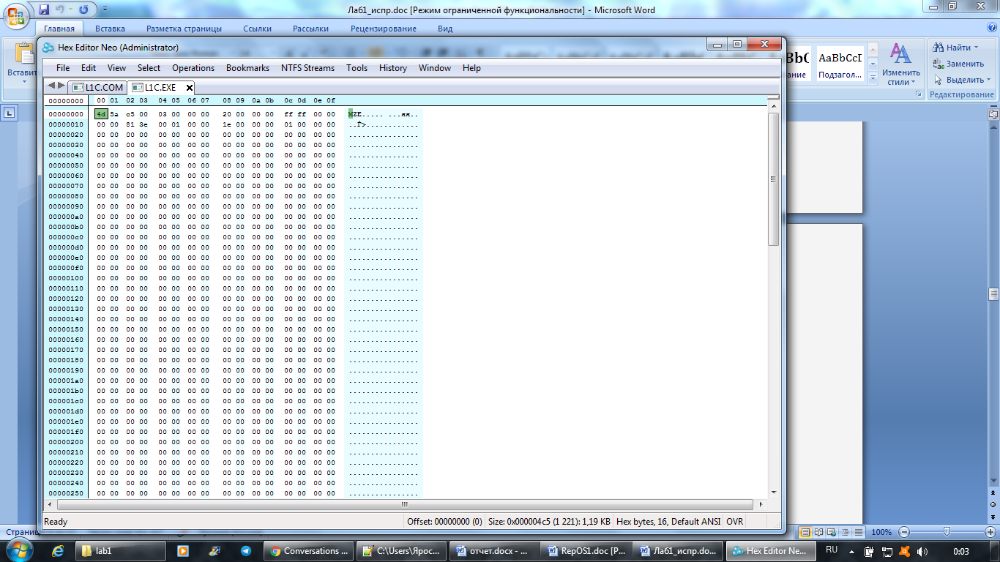 Лаб1_испр.doc [Режим ограниченной функциональности] - Microsoft Word
Главная Вставка Разметка страницы Ссылки Рассылки Рецензирование Вид
Вставит
АаВbСcI
Подзагол...
Изменить стили
Найти
Заменить
Выделить
Редактирование
Hex Editor Neo (Administrator)
File Edit View Select Operations Bookmarks NTFS Streams Tools History Window Help
L1C.COM L1C.EXE
00000000 00 01 02 03 04 05 06 07 08 09 0a 0b 0c 0d 0e 0f
00000000 4d 5a c5 00 03 00 00 00 20 00 00 00 ff ff 00 00 MZE..... ...яя..
00000010 00 00 81 3e 00 01 00 00 1e 00 00 00 01 00 00 00 ..Ѓ>............
00000020 00 00 00 00 00 00 00 00 00 00 00 00 00 00 00 00 ................
00000030 00 00 00 00 00 00 00 00 00 00 00 00 00 00 00 00 ................
00000040 00 00 00 00 00 00 00 00 00 00 00 00 00 00 00 00 ................
00000050 00 00 00 00 00 00 00 00 00 00 00 00 00 00 00 00 ................
00000060 00 00 00 00 00 00 00 00 00 00 00 00 00 00 00 00 ................
00000070 00 00 00 00 00 00 00 00 00 00 00 00 00 00 00 00 ................
00000080 00 00 00 00 00 00 00 00 00 00 00 00 00 00 00 00 ................
00000090 00 00 00 00 00 00 00 00 00 00 00 00 00 00 00 00 ................
000000a0 00 00 00 00 00 00 00 00 00 00 00 00 00 00 00 00 ................
000000b0 00 00 00 00 00 00 00 00 00 00 00 00 00 00 00 00 ................
000000c0 00 00 00 00 00 00 00 00 00 00 00 00 00 00 00 00 ................
000000d0 00 00 00 00 00 00 00 00 00 00 00 00 00 00 00 00 ................
000000e0 00 00 00 00 00 00 00 00 00 00 00 00 00 00 00 00 ................
000000f0 00 00 00 00 00 00 00 00 00 00 00 00 00 00 00 00 ................
00000100 00 00 00 00 00 00 00 00 00 00 00 00 00 00 00 00 ................
00000110 00 00 00 00 00 00 00 00 00 00 00 00 00 00 00 00 ................
00000120 00 00 00 00 00 00 00 00 00 00 00 00 00 00 00 00 ................
00000130 00 00 00 00 00 00 00 00 00 00 00 00 00 00 00 00 ................
00000140 00 00 00 00 00 00 00 00 00 00 00 00 00 00 00 00 ................
00000150 00 00 00 00 00 00 00 00 00 00 00 00 00 00 00 00 ................
00000160 00 00 00 00 00 00 00 00 00 00 00 00 00 00 00 00 ................
00000170 00 00 00 00 00 00 00 00 00 00 00 00 00 00 00 00 ................
00000180 00 00 00 00 00 00 00 00 00 00 00 00 00 00 00 00 ................
00000190 00 00 00 00 00 00 00 00 00 00 00 00 00 00 00 00 ................
000001a0 00 00 00 00 00 00 00 00 00 00 00 00 00 00 00 00 ................
000001b0 00 00 00 00 00 00 00 00 00 00 00 00 00 00 00 00 ................
000001c0 00 00 00 00 00 00 00 00 00 00 00 00 00 00 00 00 ................
000001d0 00 00 00 00 00 00 00 00 00 00 00 00 00 00 00 00 ................
000001e0 00 00 00 00 00 00 00 00 00 00 00 00 00 00 00 00 ................
000001f0 00 00 00 00 00 00 00 00 00 00 00 00 00 00 00 00 ................
00000200 00 00 00 00 00 00 00 00 00 00 00 00 00 00 00 00 ................
00000210 00 00 00 00 00 00 00 00 00 00 00 00 00 00 00 00 ................
00000220 00 00 00 00 00 00 00 00 00 00 00 00 00 00 00 00 ................
00000230 00 00 00 00 00 00 00 00 00 00 00 00 00 00 00 00 ................
00000240 00 00 00 00 00 00 00 00 00 00 00 00 00 00 00 00 ................
00000250 00 00 00 00 00 00 00 00 00 00 00 00 00 00 00 00 ................
Ready Offset: 00000000 (0) Size: 0x000004c5 (1 221): 1,19 KB Hex bytes, 16, Default ANSI OVR
100%
lab1 Conversations ... C:\Users\Ярос... отчет.docx - ... RepOS1.doc [Р... Лаб1_испр.do... Hex Editor Neo... RU 0:03